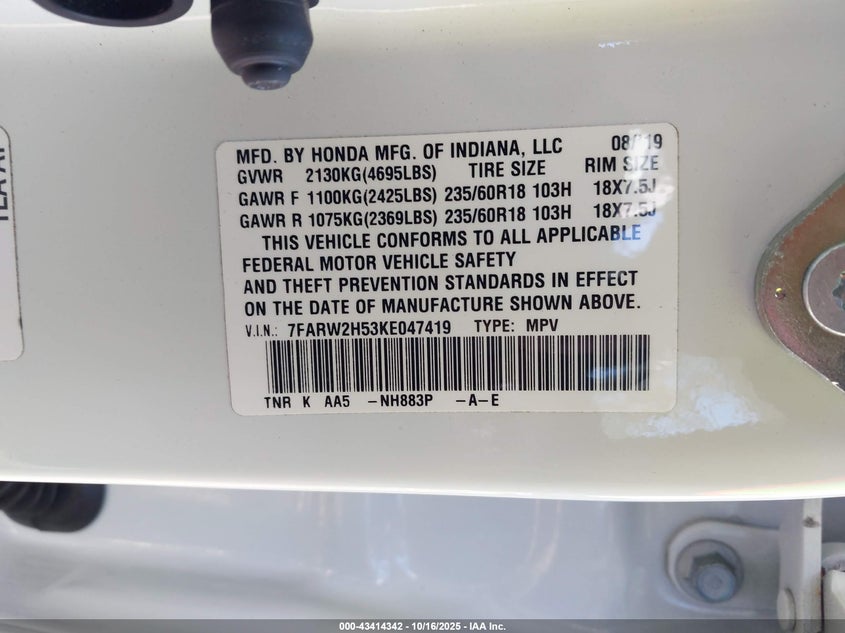 MFD. BY HONDA MFG. OF INDIANA, LLC 08/19
GVWR 2130KG(4695LBS) TIRE SIZE RIM SIZE
GAWR F 1100KG(2425LBS) 235/60R18 103H 18X7.5J
GAWR R 1075KG(2369LBS) 235/60R18 103H 18X7.5J
THIS VEHICLE CONFORMS TO ALL APPLICABLE
FEDERAL MOTOR VEHICLE SAFETY
AND THEFT PREVENTION STANDARDS IN EFFECT
ON THE DATE OF MANUFACTURE SHOWN ABOVE.
V.I.N.: 7FARW2H53KE047419 TYPE: MPV
TNR K AA5 -NH883P -A-E
000-43414342 | 10/16/2025 - IAA Inc.